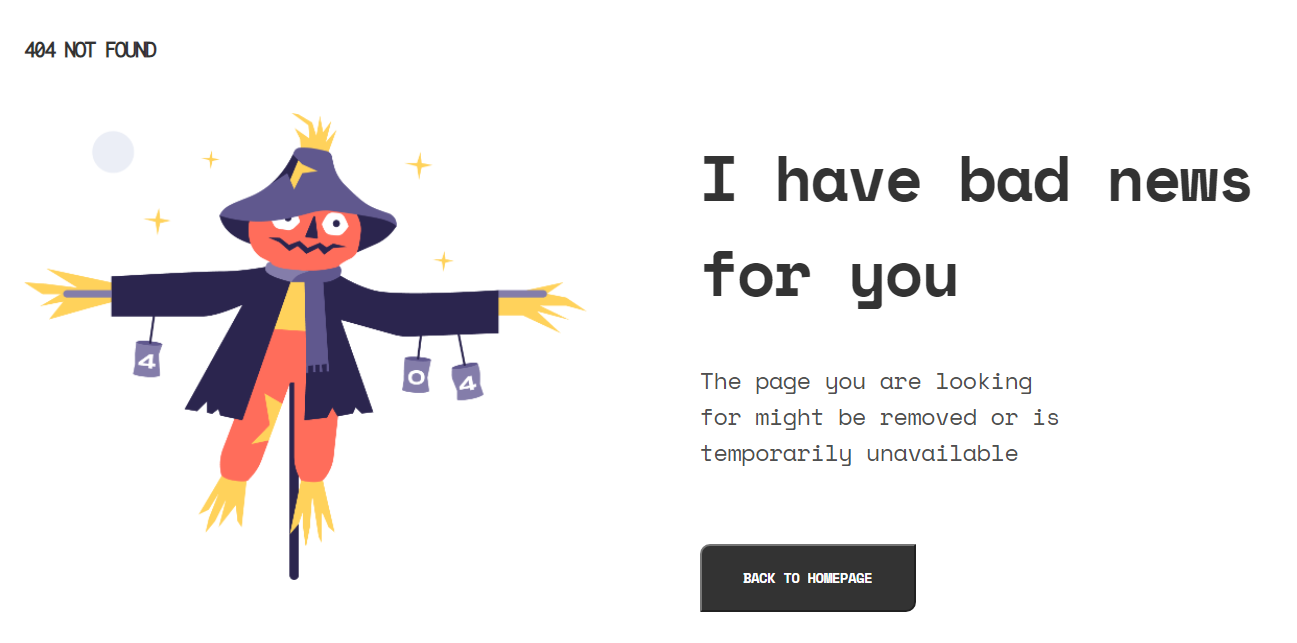 404 NOT FOUND
4
0
4
I have bad news
for you
The page you are looking
for might be removed or is
temporarily unavailable
BACK TO HOMEPAGE